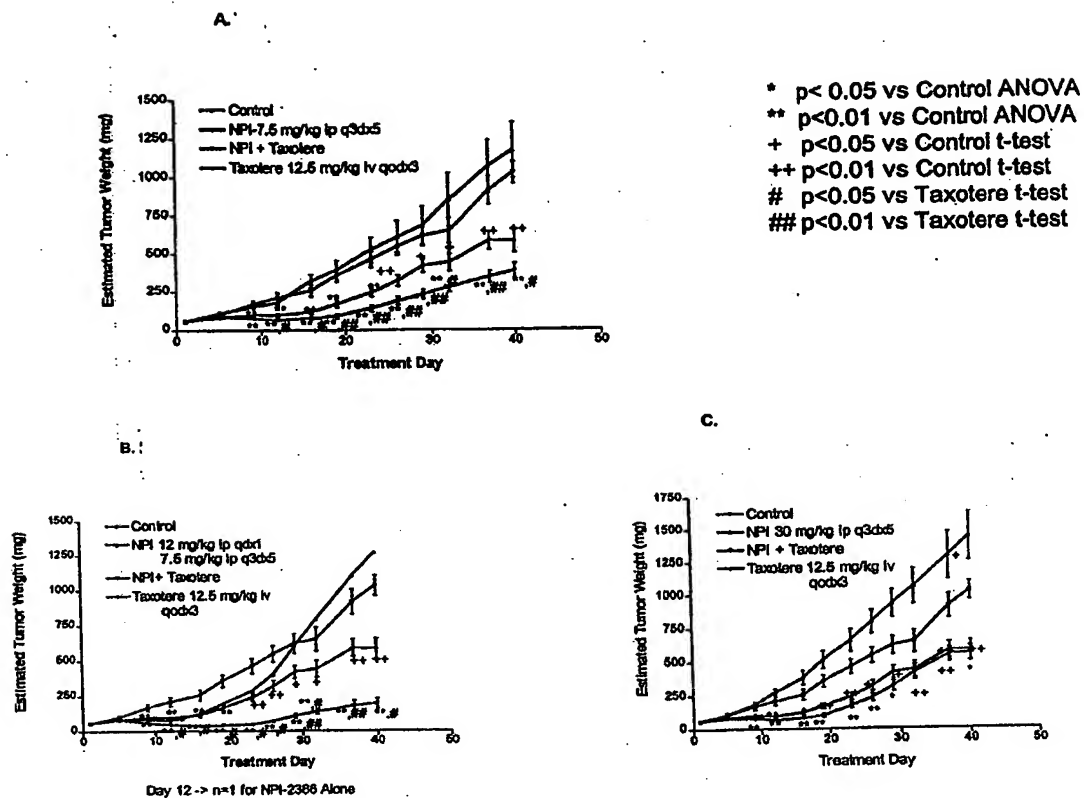 A.
Estimated Tumor Weight (mg)
1500
1250
1000
750
500
250
0
Control
NPI-7.5 mg/kg ip q3dx5
NPI + Taxotere
Taxotere 12.5 mg/kg iv qodx3
0 10 20 30 40 50
Treatment Day
* p< 0.05 vs Control ANOVA
** p<0.01 vs Control ANOVA
+ p<0.05 vs Control t-test
++ p<0.01 vs Control t-test
# p<0.05 vs Taxotere t-test
## p<0.01 vs Taxotere t-test
B.
Estimated Tumor Weight (mg)
1500
1250
1000
750
500
250
0
Control
NPI 12 mg/kg ip qdx1
7.5 mg/kg ip q3dx5
NPI+ Taxotere
Taxotere 12.5 mg/kg iv
qodx3
0 10 20 30 40 50
Treatment Day
Day 12 -> n=1 for NPI-2386 Alone
C.
Estimated Tumor Weight (mg)
1750
1500
1250
1000
750
500
250
0
Control
NPI 30 mg/kg ip q3dx5
NPI + Taxotere
Taxotere 12.5 mg/kg iv
qodx3
0 10 20 30 40 50
Treatment Day